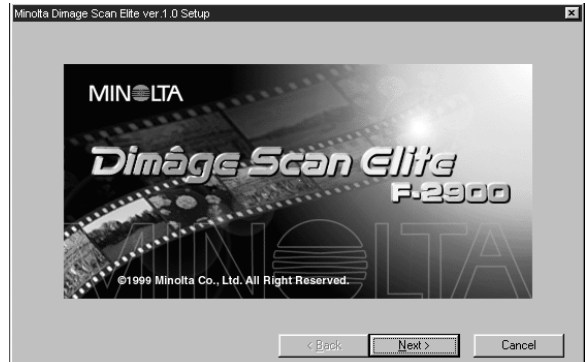 Minolta Dimage Scan Elite ver.1.0 Setup
MINOLTA
Dimâge Scan Elite
F-2900
MINOLTA
©1999 Minolta Co., Ltd. All Right Reserved.
< Back Next > Cancel